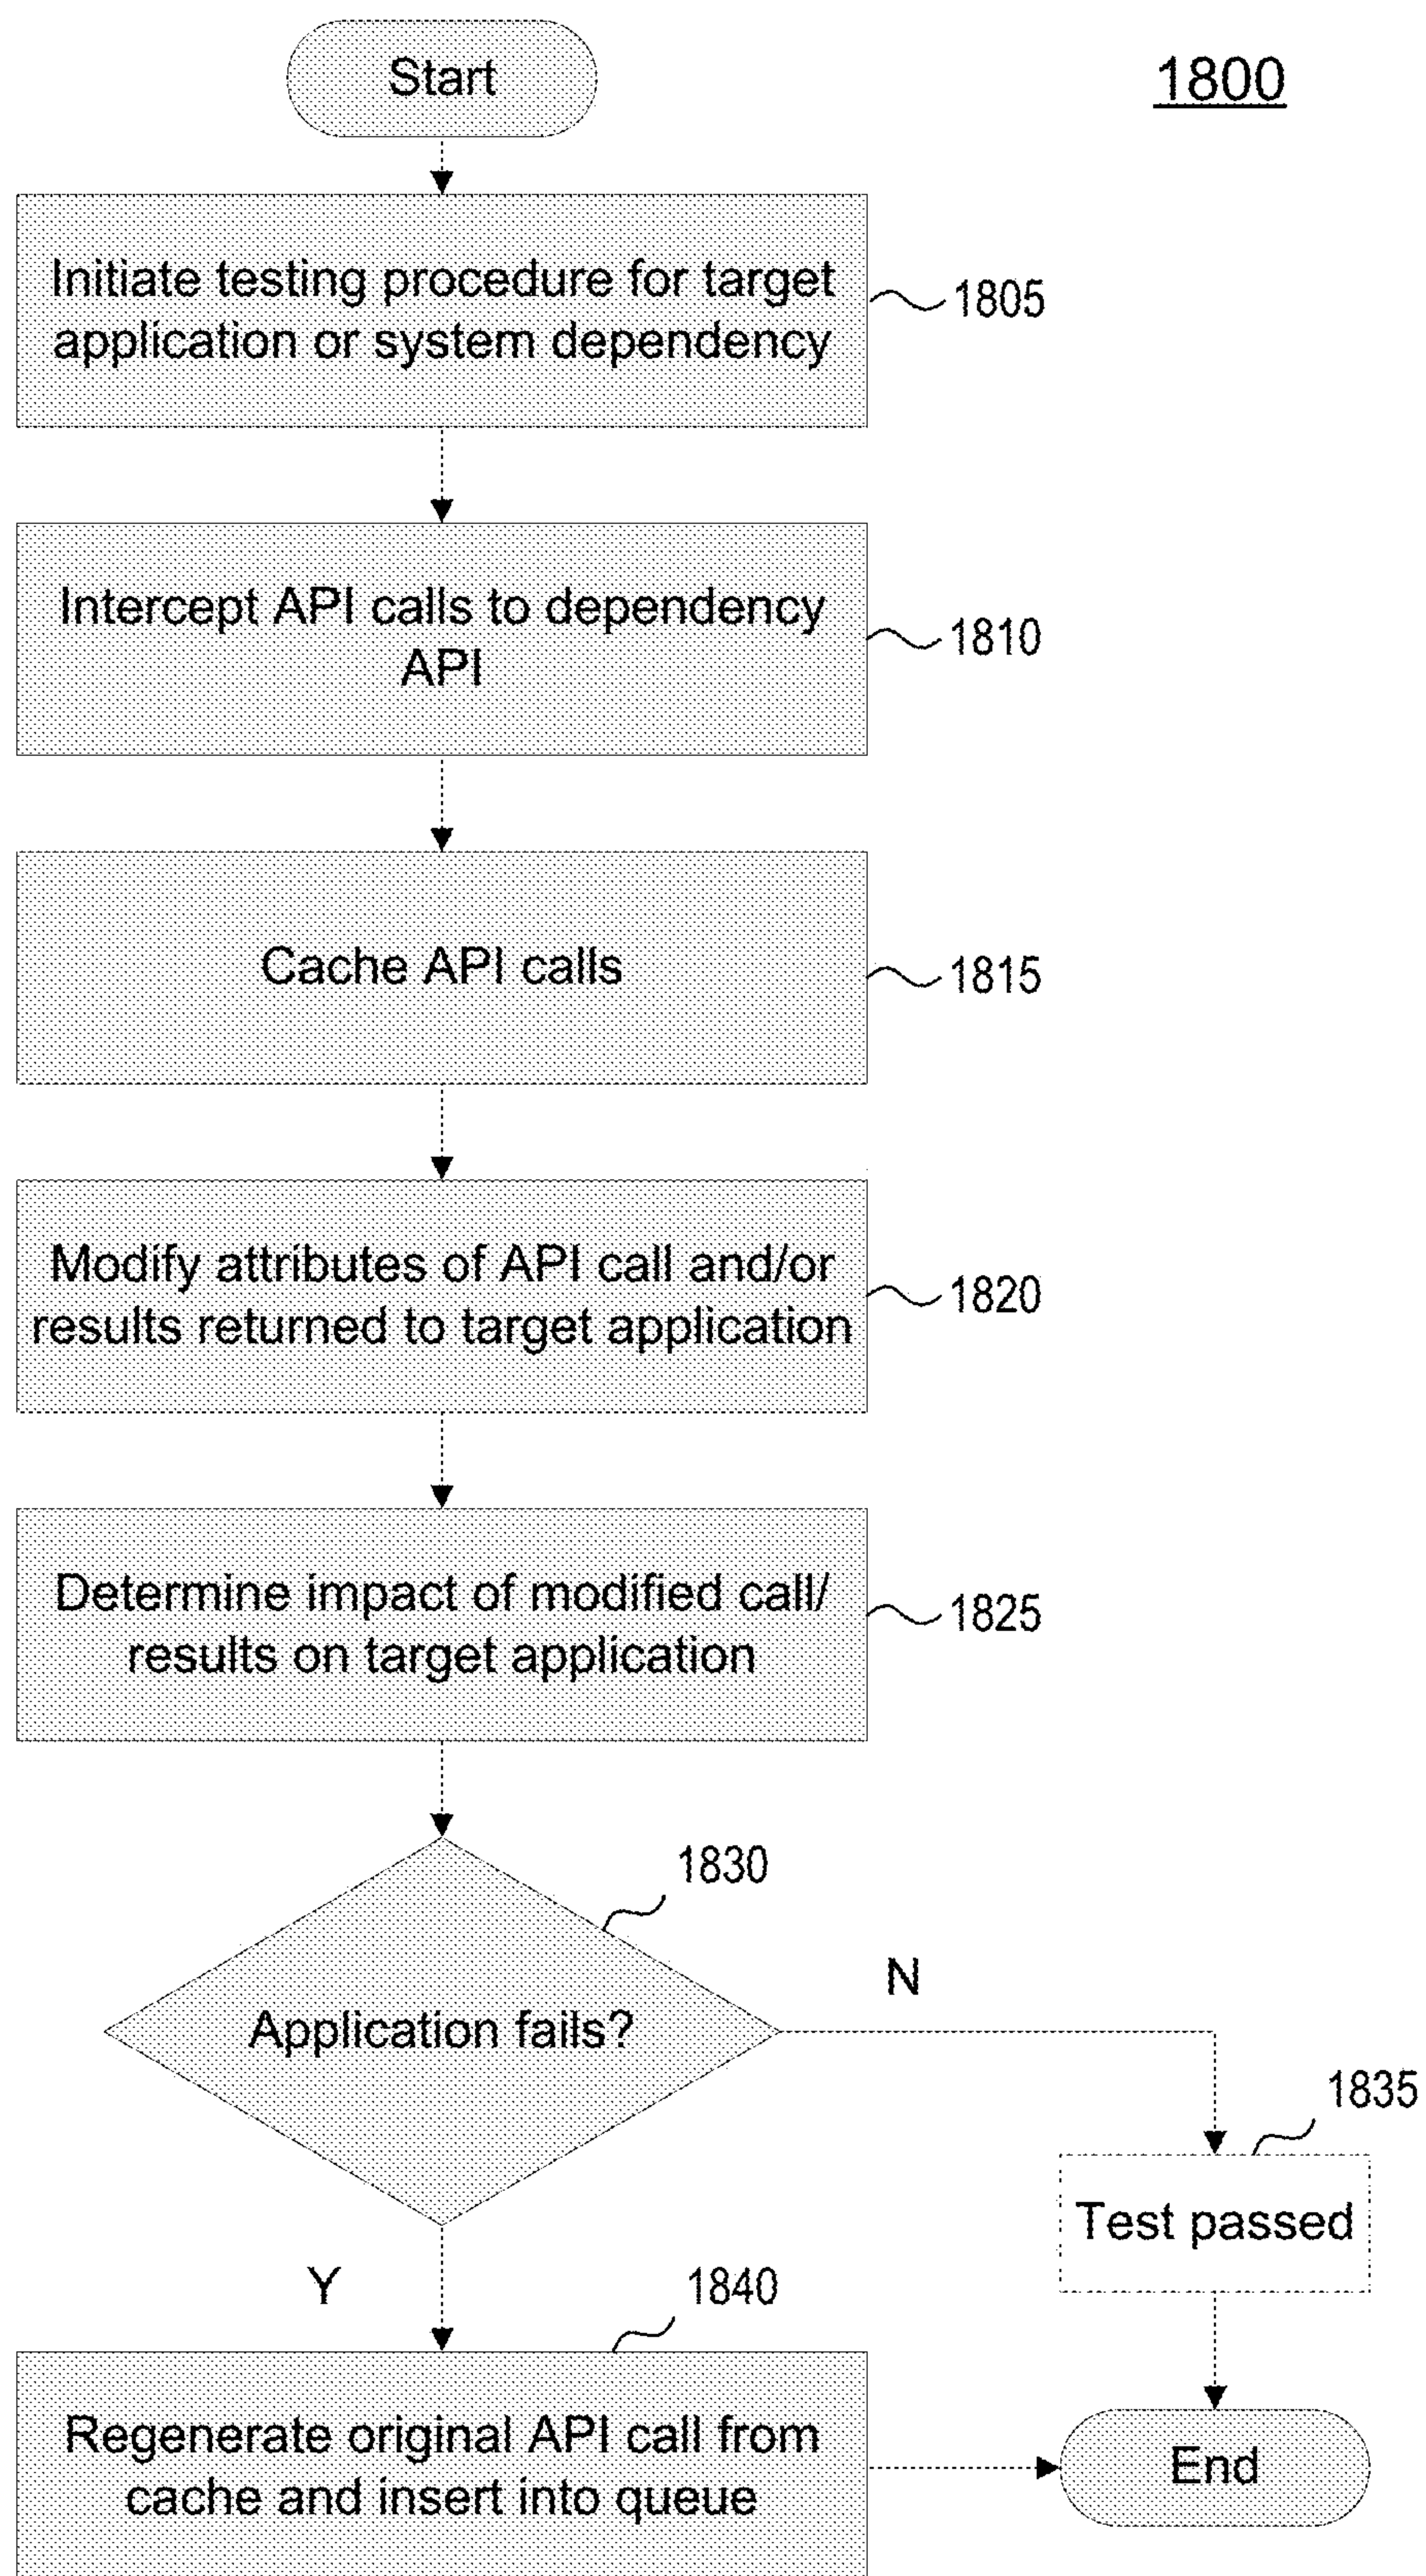 Start
1800
Initiate testing procedure for target
application or system dependency
1805
Intercept API calls to dependency
API
1810
Cache API calls
1815
Modify attributes of API call and/or
results returned to target application
1820
Determine impact of modified call/
results on target application
1825
1830
Application fails?
N
1835
Test passed
Y
1840
Regenerate original API call from
cache and insert into queue
End